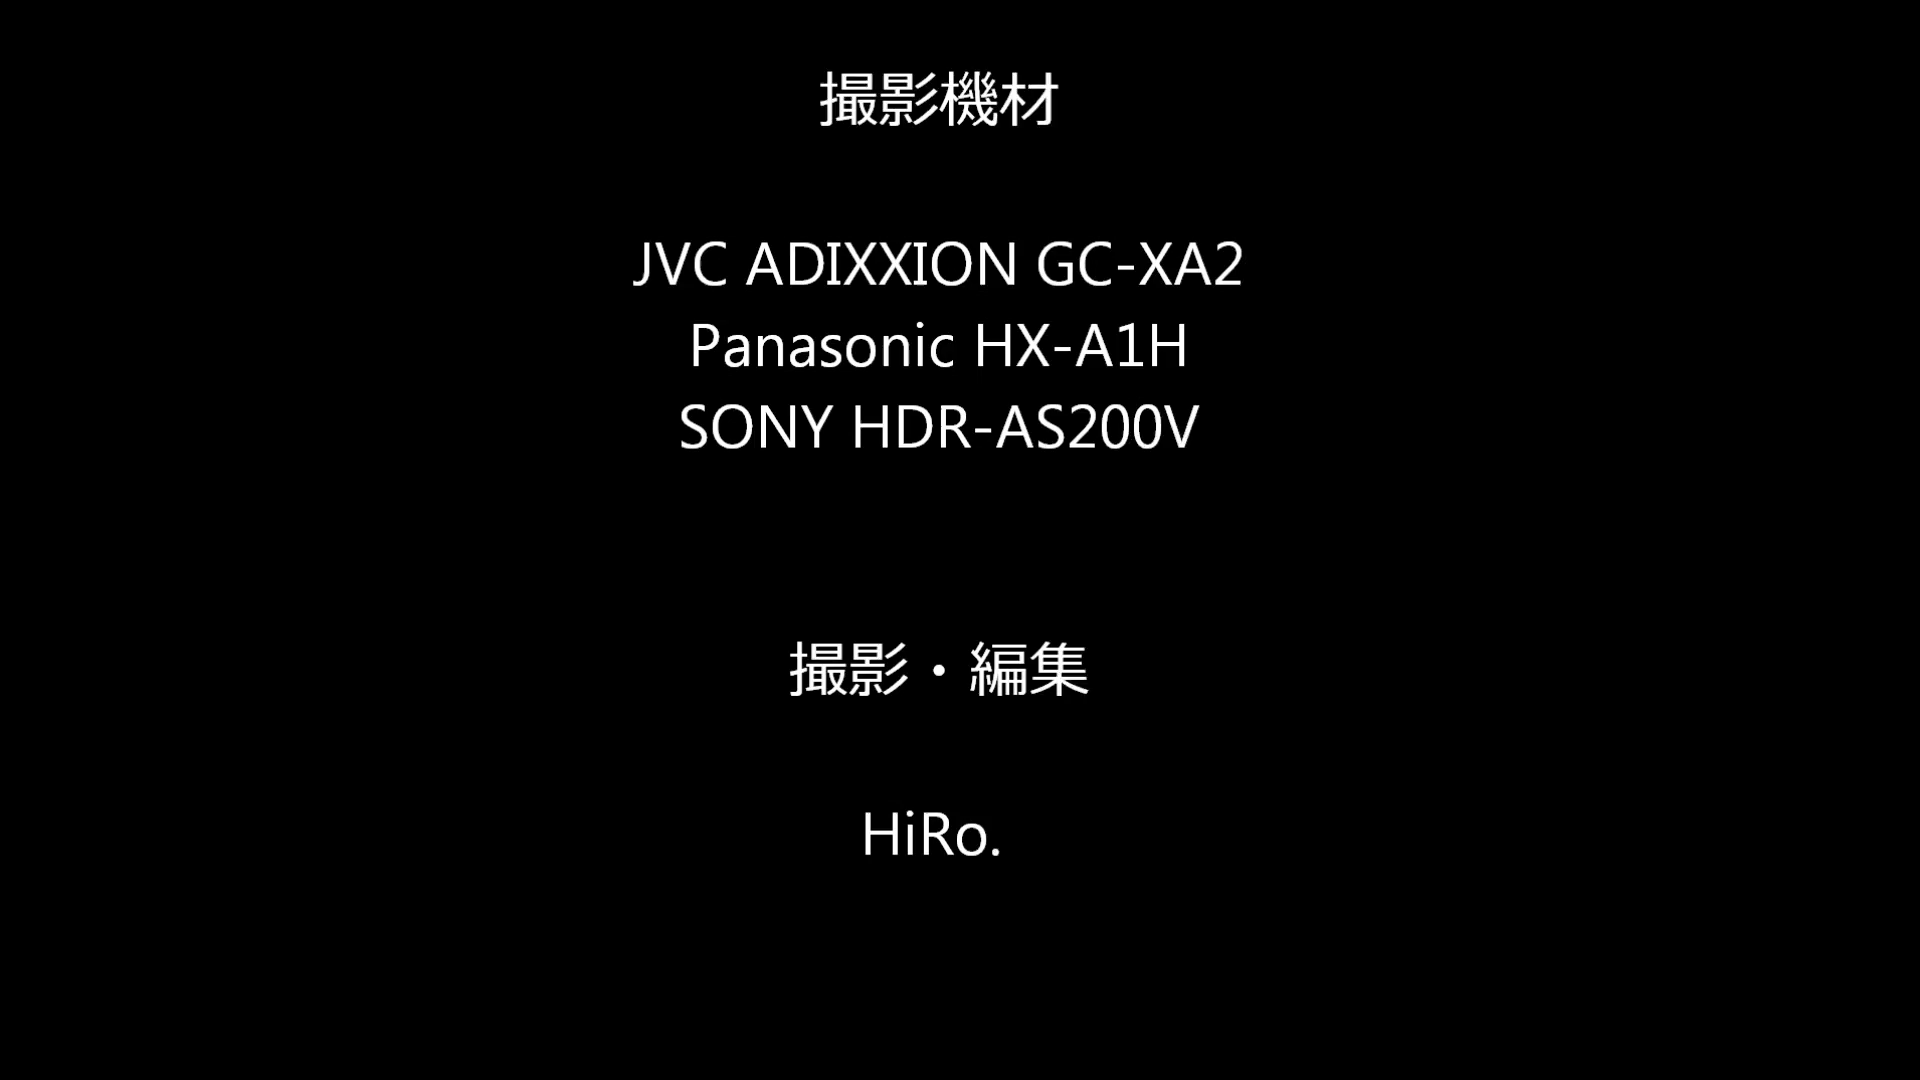 撮影機材
JVC ADIXXION GC-XA2
Panasonic HX-A1H
SONY HDR-AS200V
撮影・編集
HiRo.